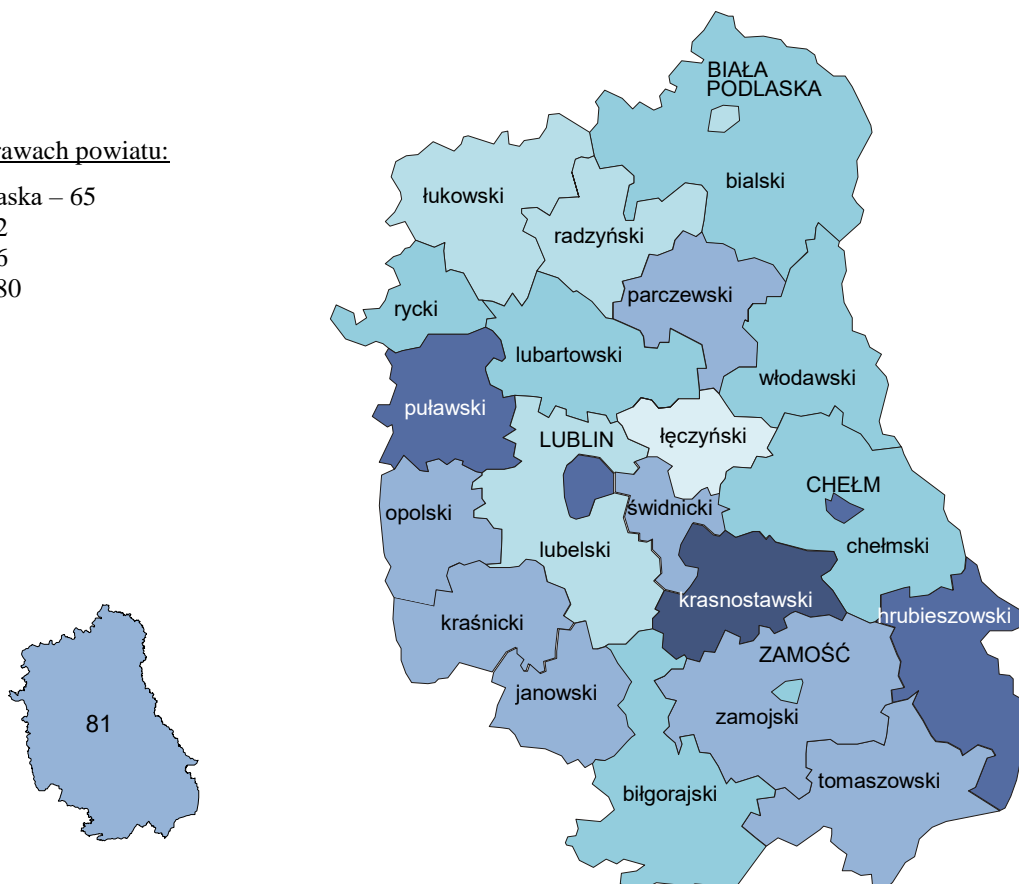 rawach powiatu:
aska – 65
2
6
80
BIAŁA
PODLASKA
bialski
łukowski
radzyński
parczewski
rycki
lubartowski
włodawski
puławski
łęczyński
LUBLIN
CHEŁM
opolski
świdnicki
lubelski
chełmski
krasnostawski
hrubieszowski
kraśnicki
ZAMOŚĆ
janowski
zamojski
81
biłgorajski
tomaszowski